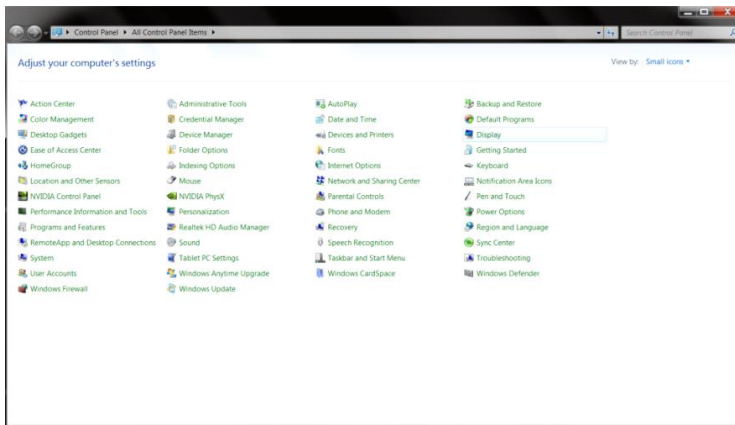 Control Panel ▸ All Control Panel Items ▸
Search Control Panel
Adjust your computer's settings
View by: Small icons
Action Center
Administrative Tools
AutoPlay
Backup and Restore
Color Management
Credential Manager
Date and Time
Default Programs
Desktop Gadgets
Device Manager
Devices and Printers
Display
Ease of Access Center
Folder Options
Fonts
Getting Started
HomeGroup
Indexing Options
Internet Options
Keyboard
Location and Other Sensors
Mouse
Network and Sharing Center
Notification Area Icons
NVIDIA Control Panel
NVIDIA PhysX
Parental Controls
Pen and Touch
Performance Information and Tools
Personalization
Phone and Modem
Power Options
Programs and Features
Realtek HD Audio Manager
Recovery
Region and Language
RemoteApp and Desktop Connections
Sound
Speech Recognition
Sync Center
System
Tablet PC Settings
Taskbar and Start Menu
Troubleshooting
User Accounts
Windows Anytime Upgrade
Windows CardSpace
Windows Defender
Windows Firewall
Windows Update